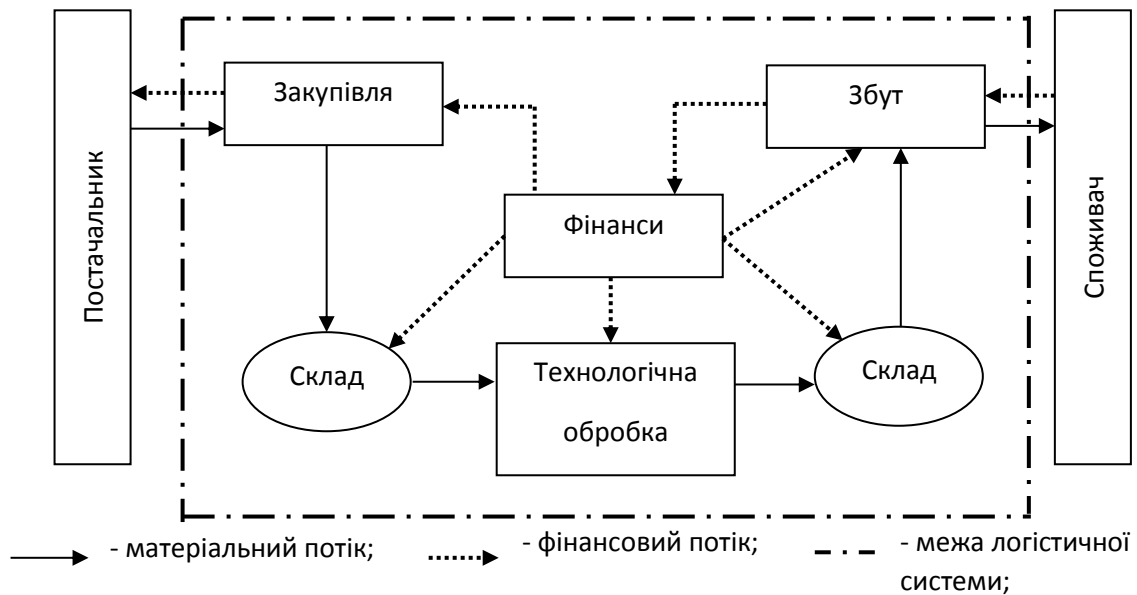 Постачальник
Закупівля
Збут
Фінанси
Споживач
Склад
Технологічна
обробка
Склад
- матеріальний потік;
- фінансовий потік;
- межа логістичної
системи;